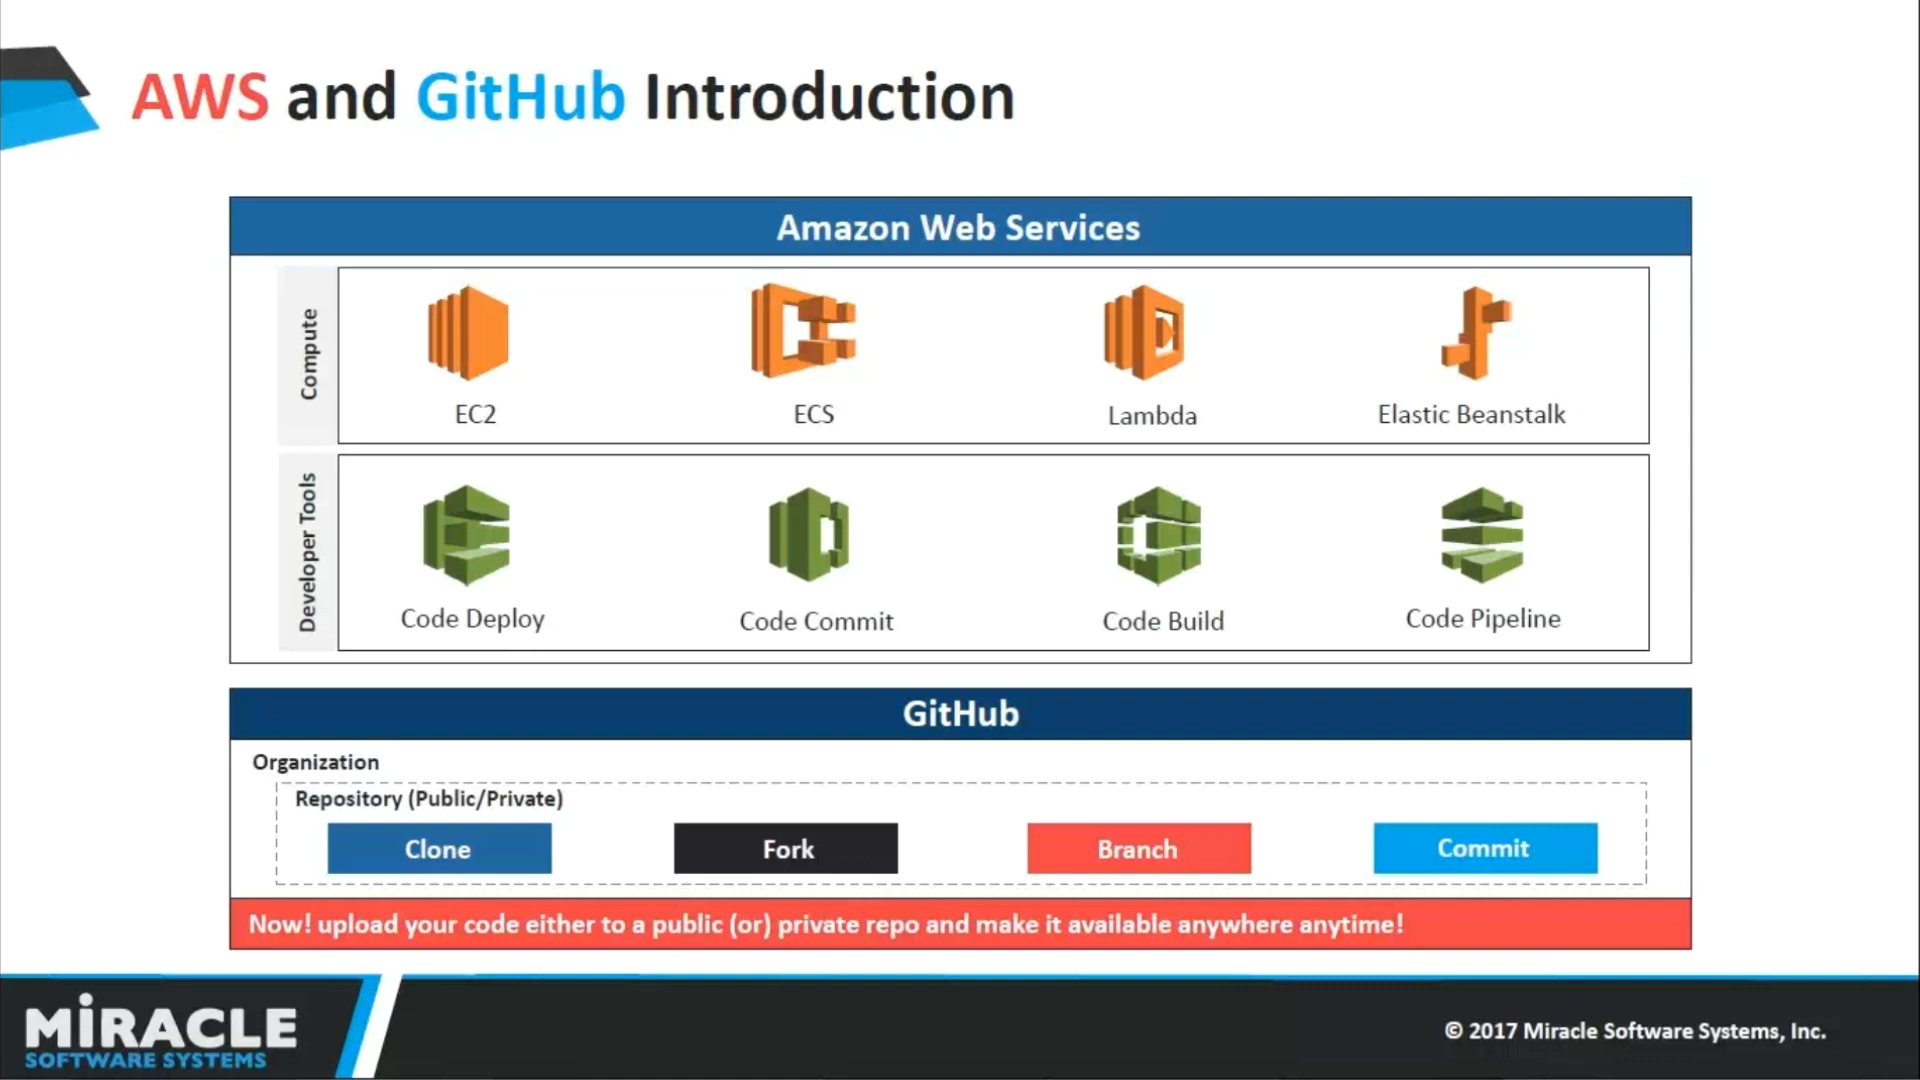 AWS and GitHub Introduction
Amazon Web Services
Compute
EC2
ECS
Lambda
Elastic Beanstalk
Developer Tools
Code Deploy
Code Commit
Code Build
Code Pipeline
GitHub
Organization
Repository (Public/Private)
Clone
Fork
Branch
Commit
Now! upload your code either to a public (or) private repo and make it available anywhere anytime!
MiRACLE
SOFTWARE SYSTEMS
© 2017 Miracle Software Systems, Inc.